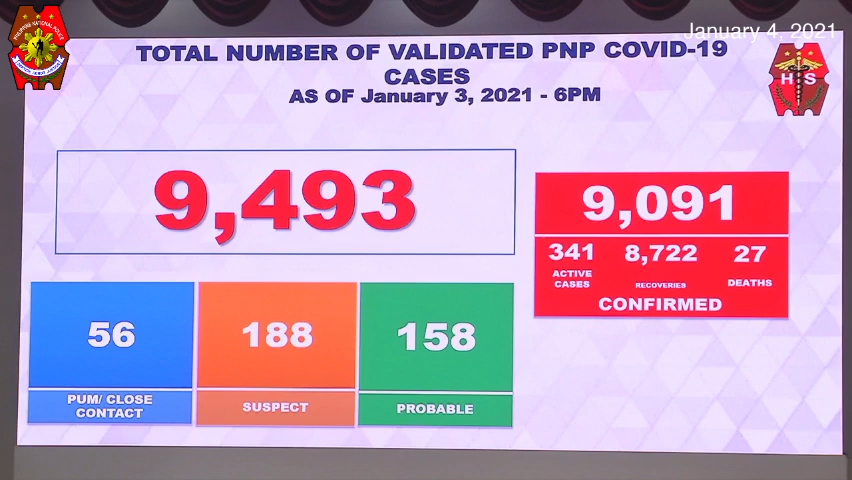 January 4, 2021
TOTAL NUMBER OF VALIDATED PNP COVID-19
CASES
AS OF January 3, 2021 - 6PM
H S
9,493
9,091
341
8,722
27
ACTIVE
CASES
RECOVERIES
DEATHS
CONFIRMED
56
188
158
PUM/ CLOSE
CONTACT
SUSPECT
PROBABLE